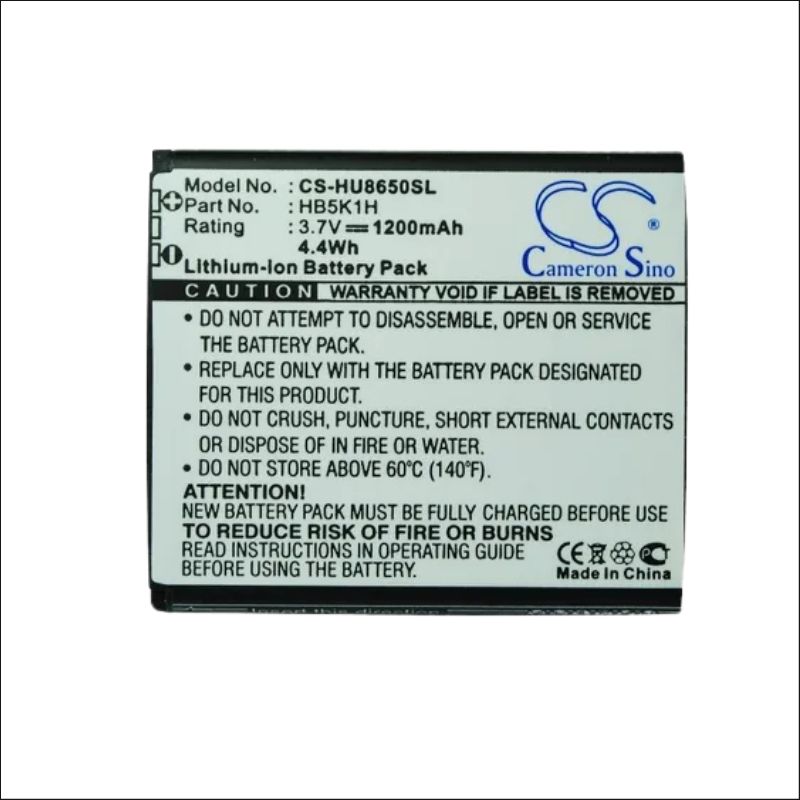 Model No. : CS-HU8650SL
Part No. : HB5K1H
Rating : 3.7V 1200mAh
4.4Wh
Lithium-Ion Battery Pack
CS
®
Cameron Sino
CAUTION WARRANTY VOID IF LABEL IS REMOVED
• DO NOT ATTEMPT TO DISASSEMBLE, OPEN OR SERVICE
THE BATTERY PACK.
• REPLACE ONLY WITH THE BATTERY PACK DESIGNATED
FOR THIS PRODUCT.
• DO NOT CRUSH, PUNCTURE, SHORT EXTERNAL CONTACTS
OR DISPOSE OF IN FIRE OR WATER.
• DO NOT STORE ABOVE 60°C (140°F).
ATTENTION!
NEW BATTERY PACK MUST BE FULLY CHARGED BEFORE USE.
TO REDUCE RISK OF FIRE OR BURNS
READ INSTRUCTIONS IN OPERATING GUIDE
BEFORE USING THE BATTERY PACK.
CE
Made In China